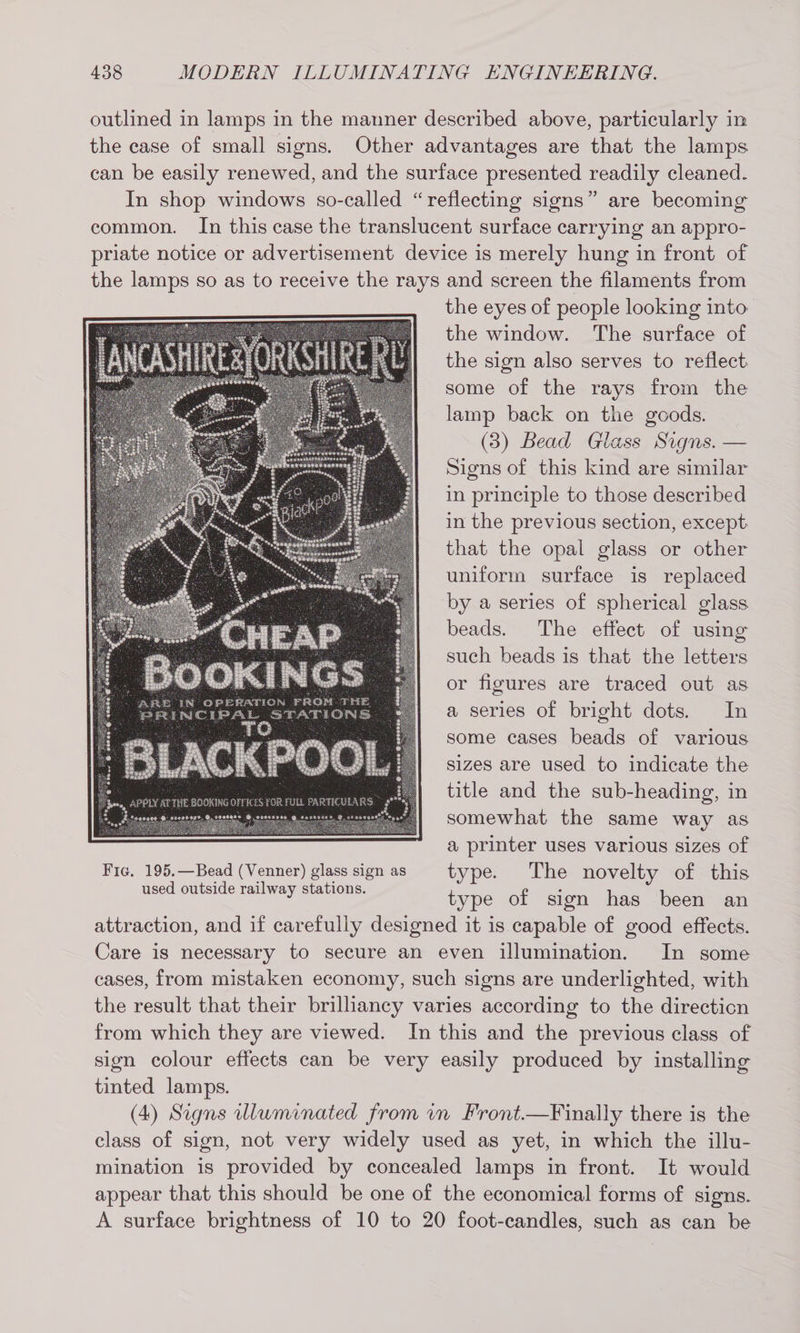 438 MODERN ILLUMINATING ENGINEERING.
outlined in lamps in the manner described above, particularly in
the case of small signs. Other advantages are that the lamps
can be easily renewed, and the surface presented readily cleaned.
In shop windows so-called “reflecting signs” are becoming
common. In this case the translucent surface carrying an appro-
priate notice or advertisement device is merely hung in front of
the lamps so as to receive the rays and screen the filaments from
the eyes of people looking into
the window. The surface of
the sign also serves to reflect
some of the rays from the
lamp back on the goods.
(3) Bead Glass Signs.—
Signs of this kind are similar
in principle to those described
in the previous section, except
that the opal glass or other
uniform surface is replaced
by a series of spherical glass
beads. The effect of using
such beads is that the letters
or figures are traced out as
a series of bright dots. In
some cases beads of various
sizes are used to indicate the
title and the sub-heading, in
somewhat the same way as
a printer uses various sizes of
type. The novelty of this
type of sign has been an
LANCASHIRE & YORKSHIRE RLY
RIGHT
AWAY
TO
Blackpool
CHEAP
BOOKINGS
ARE IN OPERATION FROM THE
PRINCIPAL STATIONS
TO
BLACKPOOL
APPLY AT THE BOOKING OFFICES FOR FULL PARTICULARS
FIG. 195.—Bead (Venner) glass sign as
used outside railway stations.
attraction, and if carefully designed it is capable of good effects.
Care is necessary to secure an even illumination. In some
cases, from mistaken economy, such signs are underlighted, with
the result that their brilliancy varies according to the direction
from which they are viewed. In this and the previous class of
sign colour effects can be very easily produced by installing
tinted lamps.
(4) Signs illuminated from in Front.—Finally there is the
class of sign, not very widely used as yet, in which the illu-
mination is provided by concealed lamps in front. It would
appear that this should be one of the economical forms of signs.
A surface brightness of 10 to 20 foot-candles, such as can be